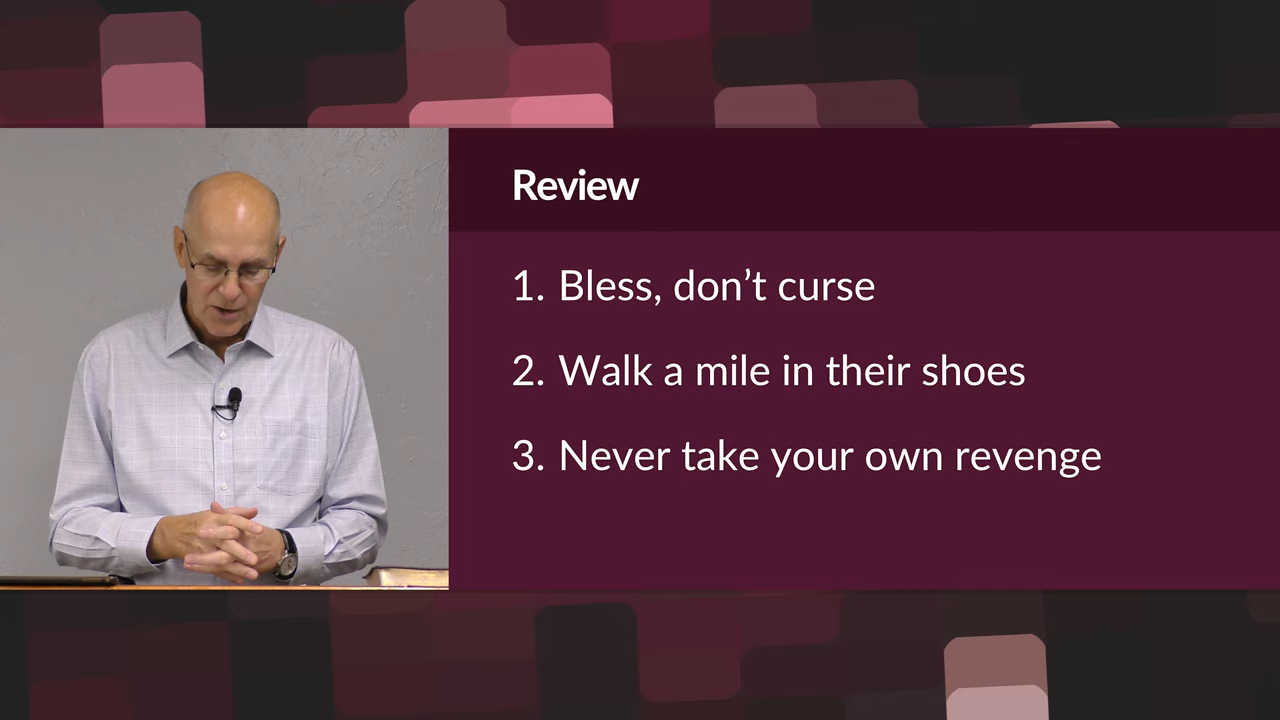 Review
1. Bless, don’t curse
2. Walk a mile in their shoes
3. Never take your own revenge